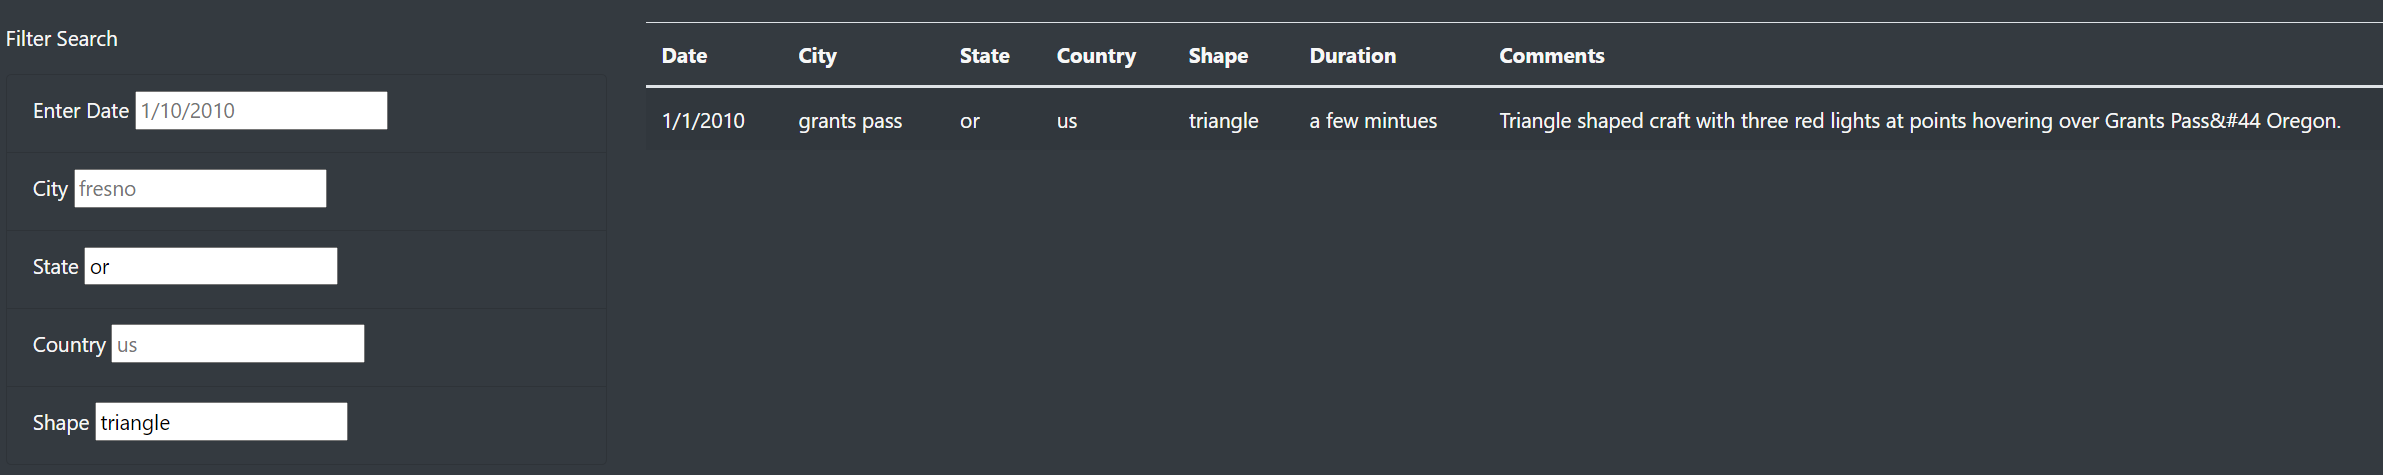 Filter Search
Enter Date 1/10/2010
City fresno
State or
Country us
Shape triangle
Date City State Country Shape Duration Comments
1/1/2010 grants pass or us triangle a few mintues Triangle shaped craft with three red lights at points hovering over Grants Pass&#44 Oregon.